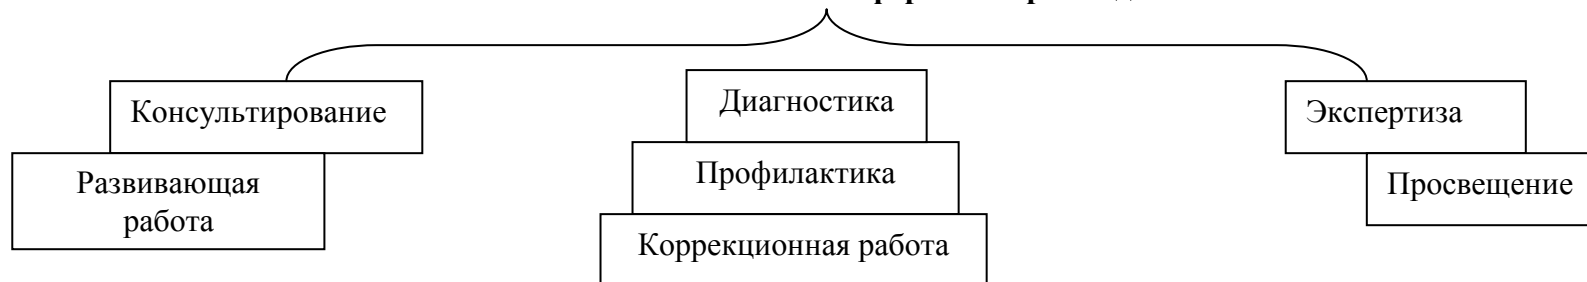 Консультирование
Развивающая
работа
Диагностика
Профилактика
Коррекционная работа
Экспертиза
Просвещение